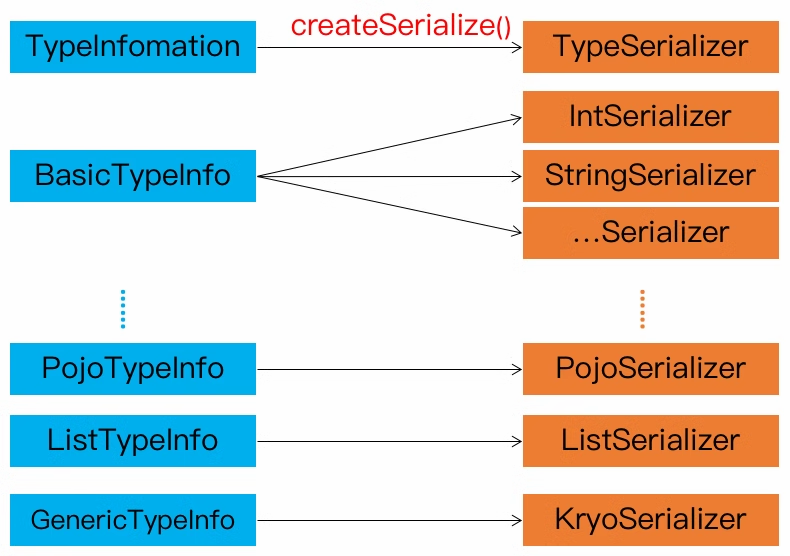 createSerialize()
TypeInfomation
TypeSerializer
IntSerializer
BasicTypeInfo
StringSerializer
...Serializer
PojoTypeInfo
PojoSerializer
ListTypeInfo
ListSerializer
GenericTypeInfo
KryoSerializer